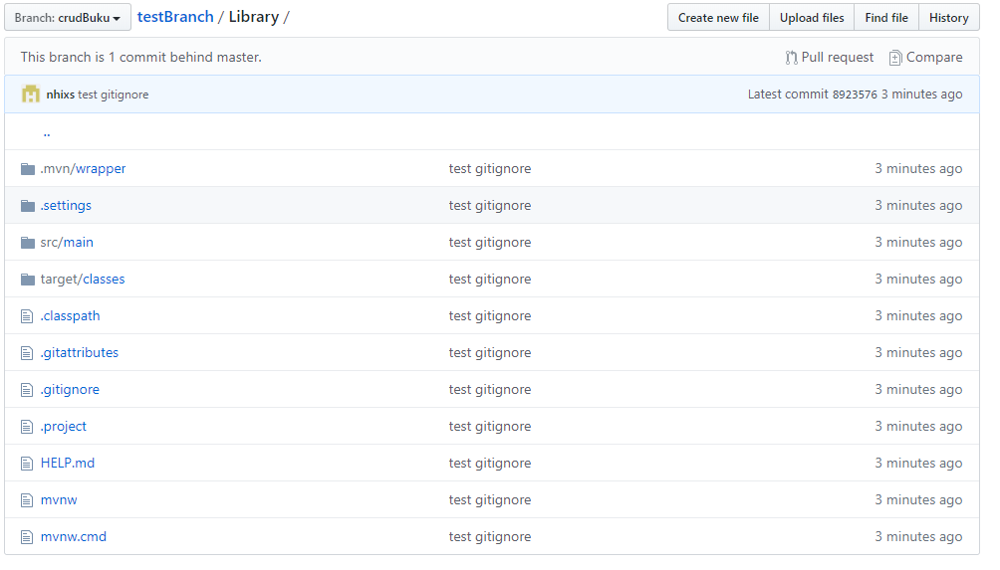 Branch: crudBuku testBranch / Library / Create new file Upload files Find file History
This branch is 1 commit behind master. Pull request Compare
nhixs test gitignore Latest commit 8923576 3 minutes ago
..
.mvn/wrapper test gitignore 3 minutes ago
.settings test gitignore 3 minutes ago
src/main test gitignore 3 minutes ago
target/classes test gitignore 3 minutes ago
.classpath test gitignore 3 minutes ago
.gitattributes test gitignore 3 minutes ago
.gitignore test gitignore 3 minutes ago
.project test gitignore 3 minutes ago
HELP.md test gitignore 3 minutes ago
mvnw test gitignore 3 minutes ago
mvnw.cmd test gitignore 3 minutes ago